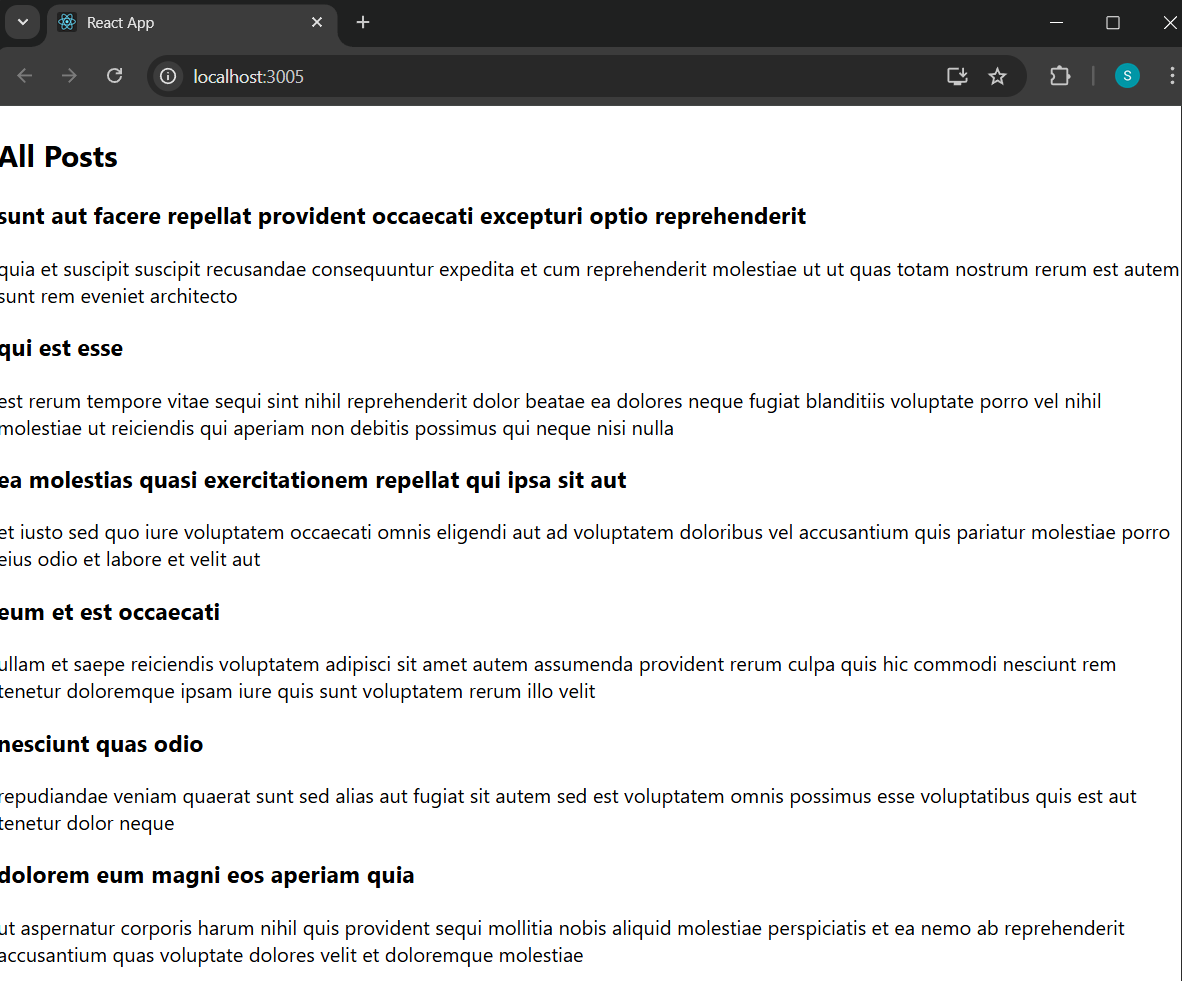 React App
localhost:3005
S
All Posts
sunt aut facere repellat provident occaecati excepturi optio reprehenderit
quia et suscipit suscipit recusandae consequuntur expedita et cum reprehenderit molestiae ut ut quas totam nostrum rerum est autem
sunt rem eveniet architecto
qui est esse
est rerum tempore vitae sequi sint nihil reprehenderit dolor beatae ea dolores neque fugiat blanditiis voluptate porro vel nihil
molestiae ut reiciendis qui aperiam non debitis possimus qui neque nisi nulla
ea molestias quasi exercitationem repellat qui ipsa sit aut
et iusto sed quo iure voluptatem occaecati omnis eligendi aut ad voluptatem doloribus vel accusantium quis pariatur molestiae porro
eius odio et labore et velit aut
eum et est occaecati
ullam et saepe reiciendis voluptatem adipisci sit amet autem assumenda provident rerum culpa quis hic commodi nesciunt rem
tenetur doloremque ipsam iure quis sunt voluptatem rerum illo velit
nesciunt quas odio
repudiandae veniam quaerat sunt sed alias aut fugiat sit autem sed est voluptatem omnis possimus esse voluptatibus quis est aut
tenetur dolor neque
dolorem eum magni eos aperiam quia
ut aspernatur corporis harum nihil quis provident sequi mollitia nobis aliquid molestiae perspiciatis et ea nemo ab reprehenderit
accusantium quas voluptate dolores velit et doloremque molestiae